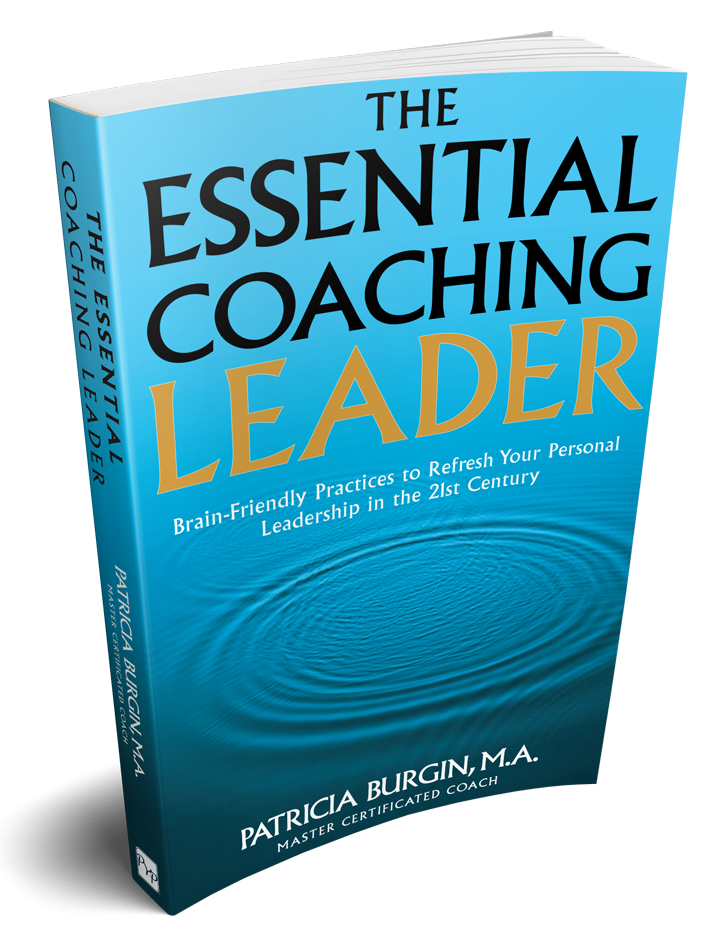 THE
ESSENTIAL
COACHING
LEADER
Brain-Friendly Practices to Refresh Your Personal
Leadership in the 21st Century
PATRICIA BURGIN, M.A.
MASTER CERTIFICATED COACH
THE ESSENTIAL
COACHING LEADER
PATRICIA BURGIN, M.A.
MASTER CERTIFICATED COACH
PYP